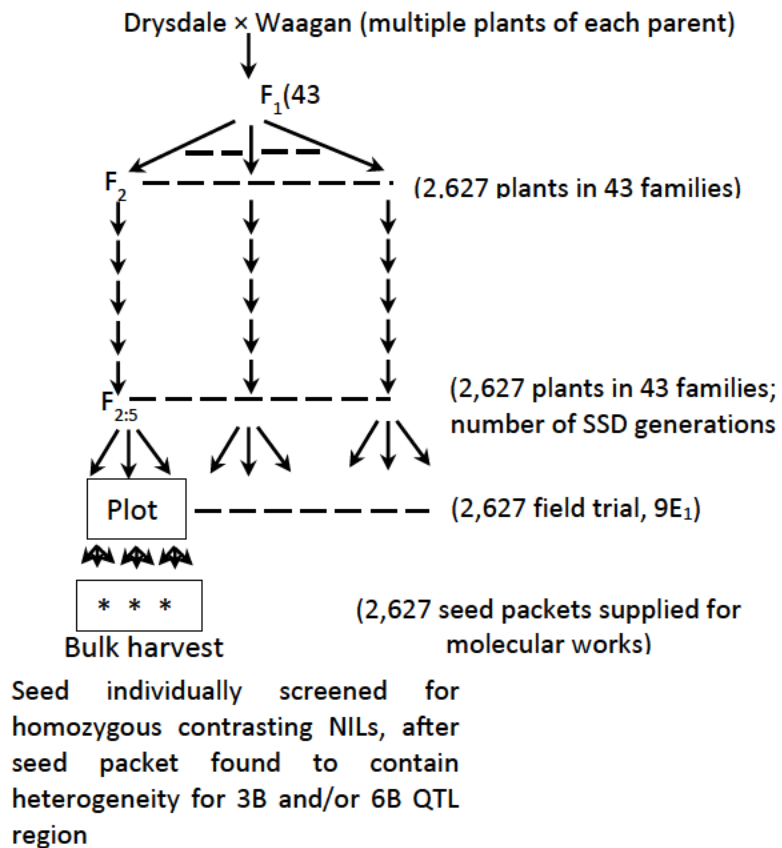 Drysdale × Waagan (multiple plants of each parent)
F₁(43
F₂
(2,627 plants in 43 families)
F₂:₅
(2,627 plants in 43 families;
number of SSD generations
Plot
(2,627 field trial, 9E₁)
* * *
(2,627 seed packets supplied for
molecular works)
Bulk harvest
Seed individually screened for
homozygous contrasting NILs, after
seed packet found to contain
heterogeneity for 3B and/or 6B QTL
region